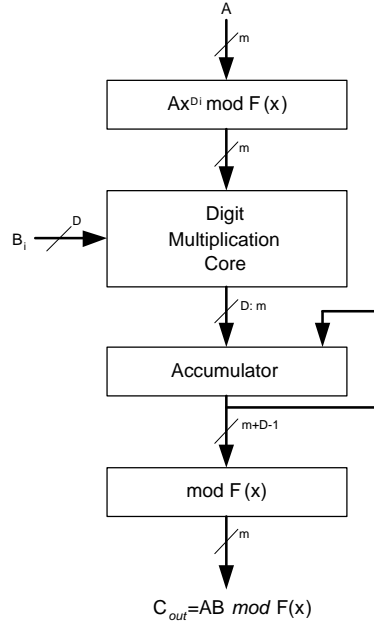 A
m
Ax^Di mod F(x)
m
D
B_i
Digit
Multiplication
Core
D: m
Accumulator
m+D-1
mod F(x)
m
C_out=AB mod F(x)